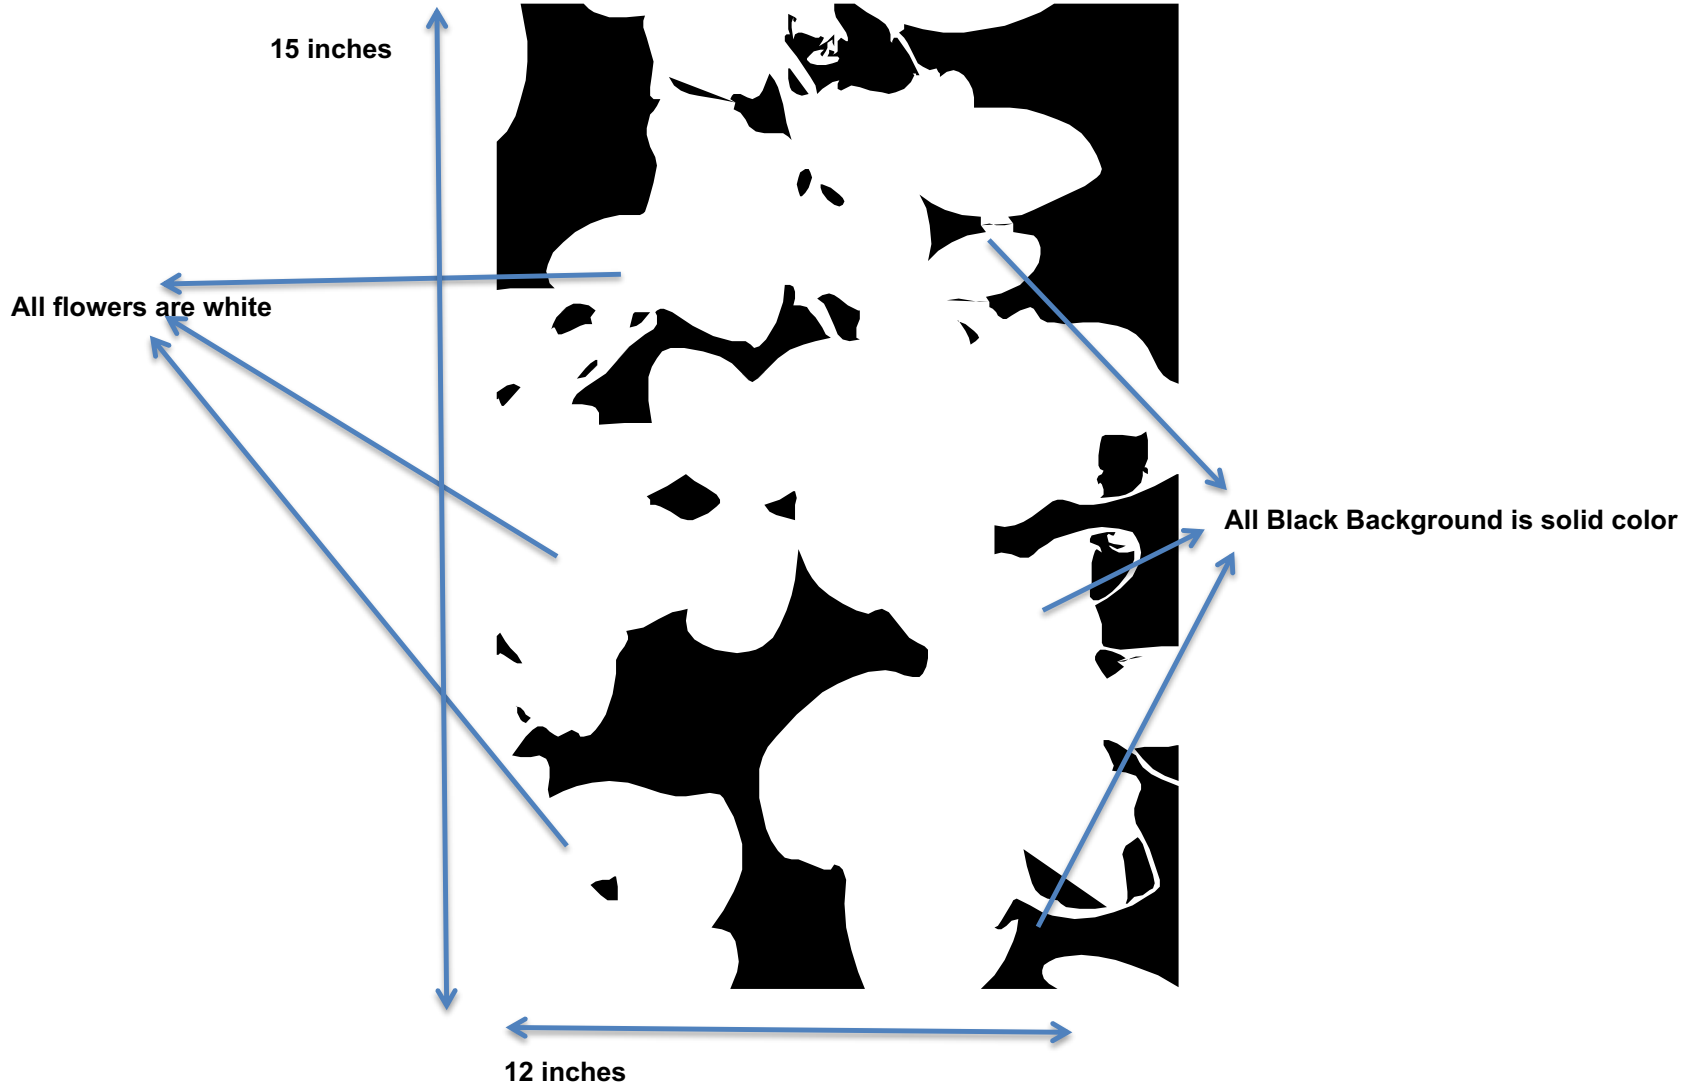 15 inches
All flowers are white
All Black Background is solid color
12 inches